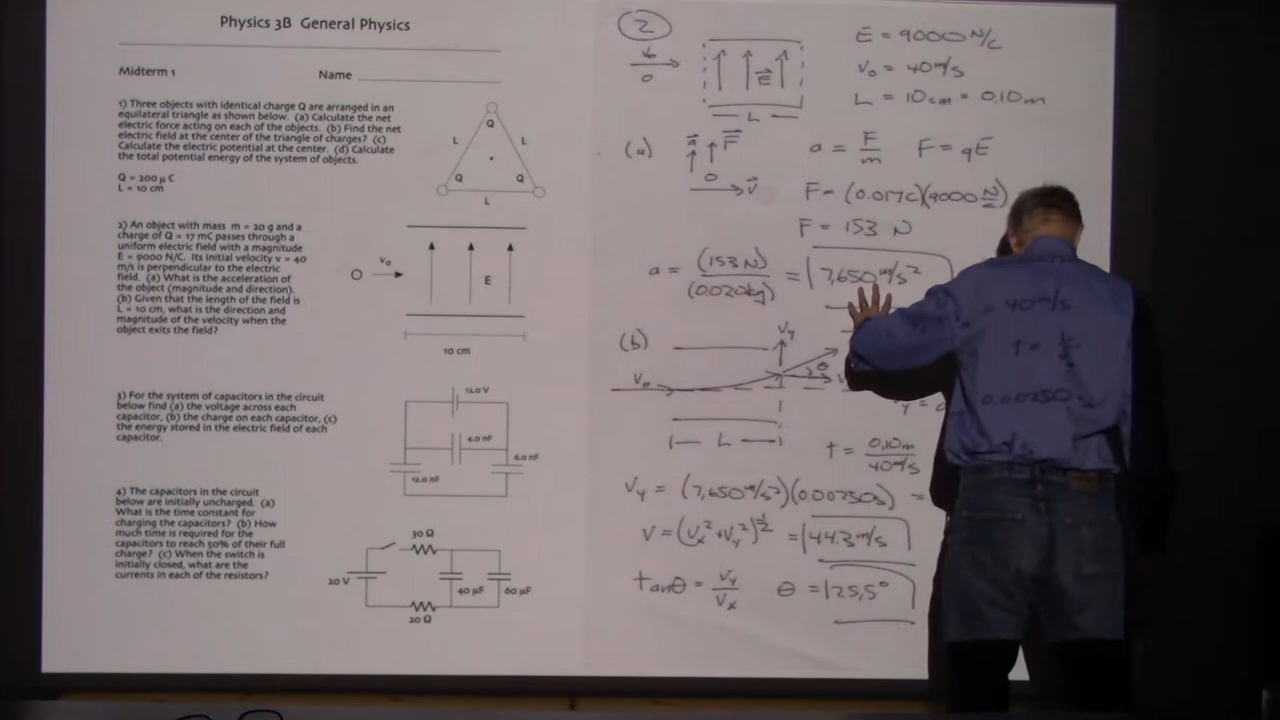 Physics 3B General Physics
Midterm 1
Name
1) Three objects with identical charge Q are arranged in an
equilateral triangle as shown below. (a) Calculate the net
electric force acting on each of the objects. (b) Find the net
electric field at the center of the triangle of charges? (c)
Calculate the electric potential at the center. (d) Calculate
the total potential energy of the system of objects.
Q = 200 μ C
L = 10 cm
Q
L
L
Q
Q
L
2) An object with mass m = 20 g and a
charge of Q = 17 mC passes through a
uniform electric field with a magnitude
E = 9000 N/C. Its initial velocity v = 40
m/s is perpendicular to the electric
field. (a) What is the acceleration of
the object (magnitude and direction).
(b) Given that the length of the field is
L = 10 cm, what is the direction and
magnitude of the velocity when the
object exits the field?
v₀
E
10 cm
3) For the system of capacitors in the circuit
below find (a) the voltage across each
capacitor, (b) the charge on each capacitor, (c)
the energy stored in the electric field of each
capacitor.
12.0 V
4.0 nF
6.0 nF
12.0 nF
4) The capacitors in the circuit
below are initially uncharged. (a)
What is the time constant for
charging the capacitors? (b) How
much time is required for the
capacitors to reach 50% of their full
charge? (c) When the switch is
initially closed, what are the
currents in each of the resistors?
30 Ω
20 V
40 μF
60 μF
20 Ω
2
V₀
E
L
E = 9000 N/C
V₀ = 40 m/s
L = 10 cm = 0.10 m
(a)
a F
V
a = F/m F = qE
F = (0.017C)(9000 N/C)
F = 153 N
a = (153 N)/(0.020kg) = 7,650 m/s²
= 40 m/s
(b)
Vy
θ
V₀
L
t = L/V₀
0.00250
t = 0.10m/40 m/s
Vy = (7,650 m/s²)(0.00250s) =
V = (Vx² + Vy²)^½ = 44.3 m/s
tanθ = Vy/Vx θ = 25.5°